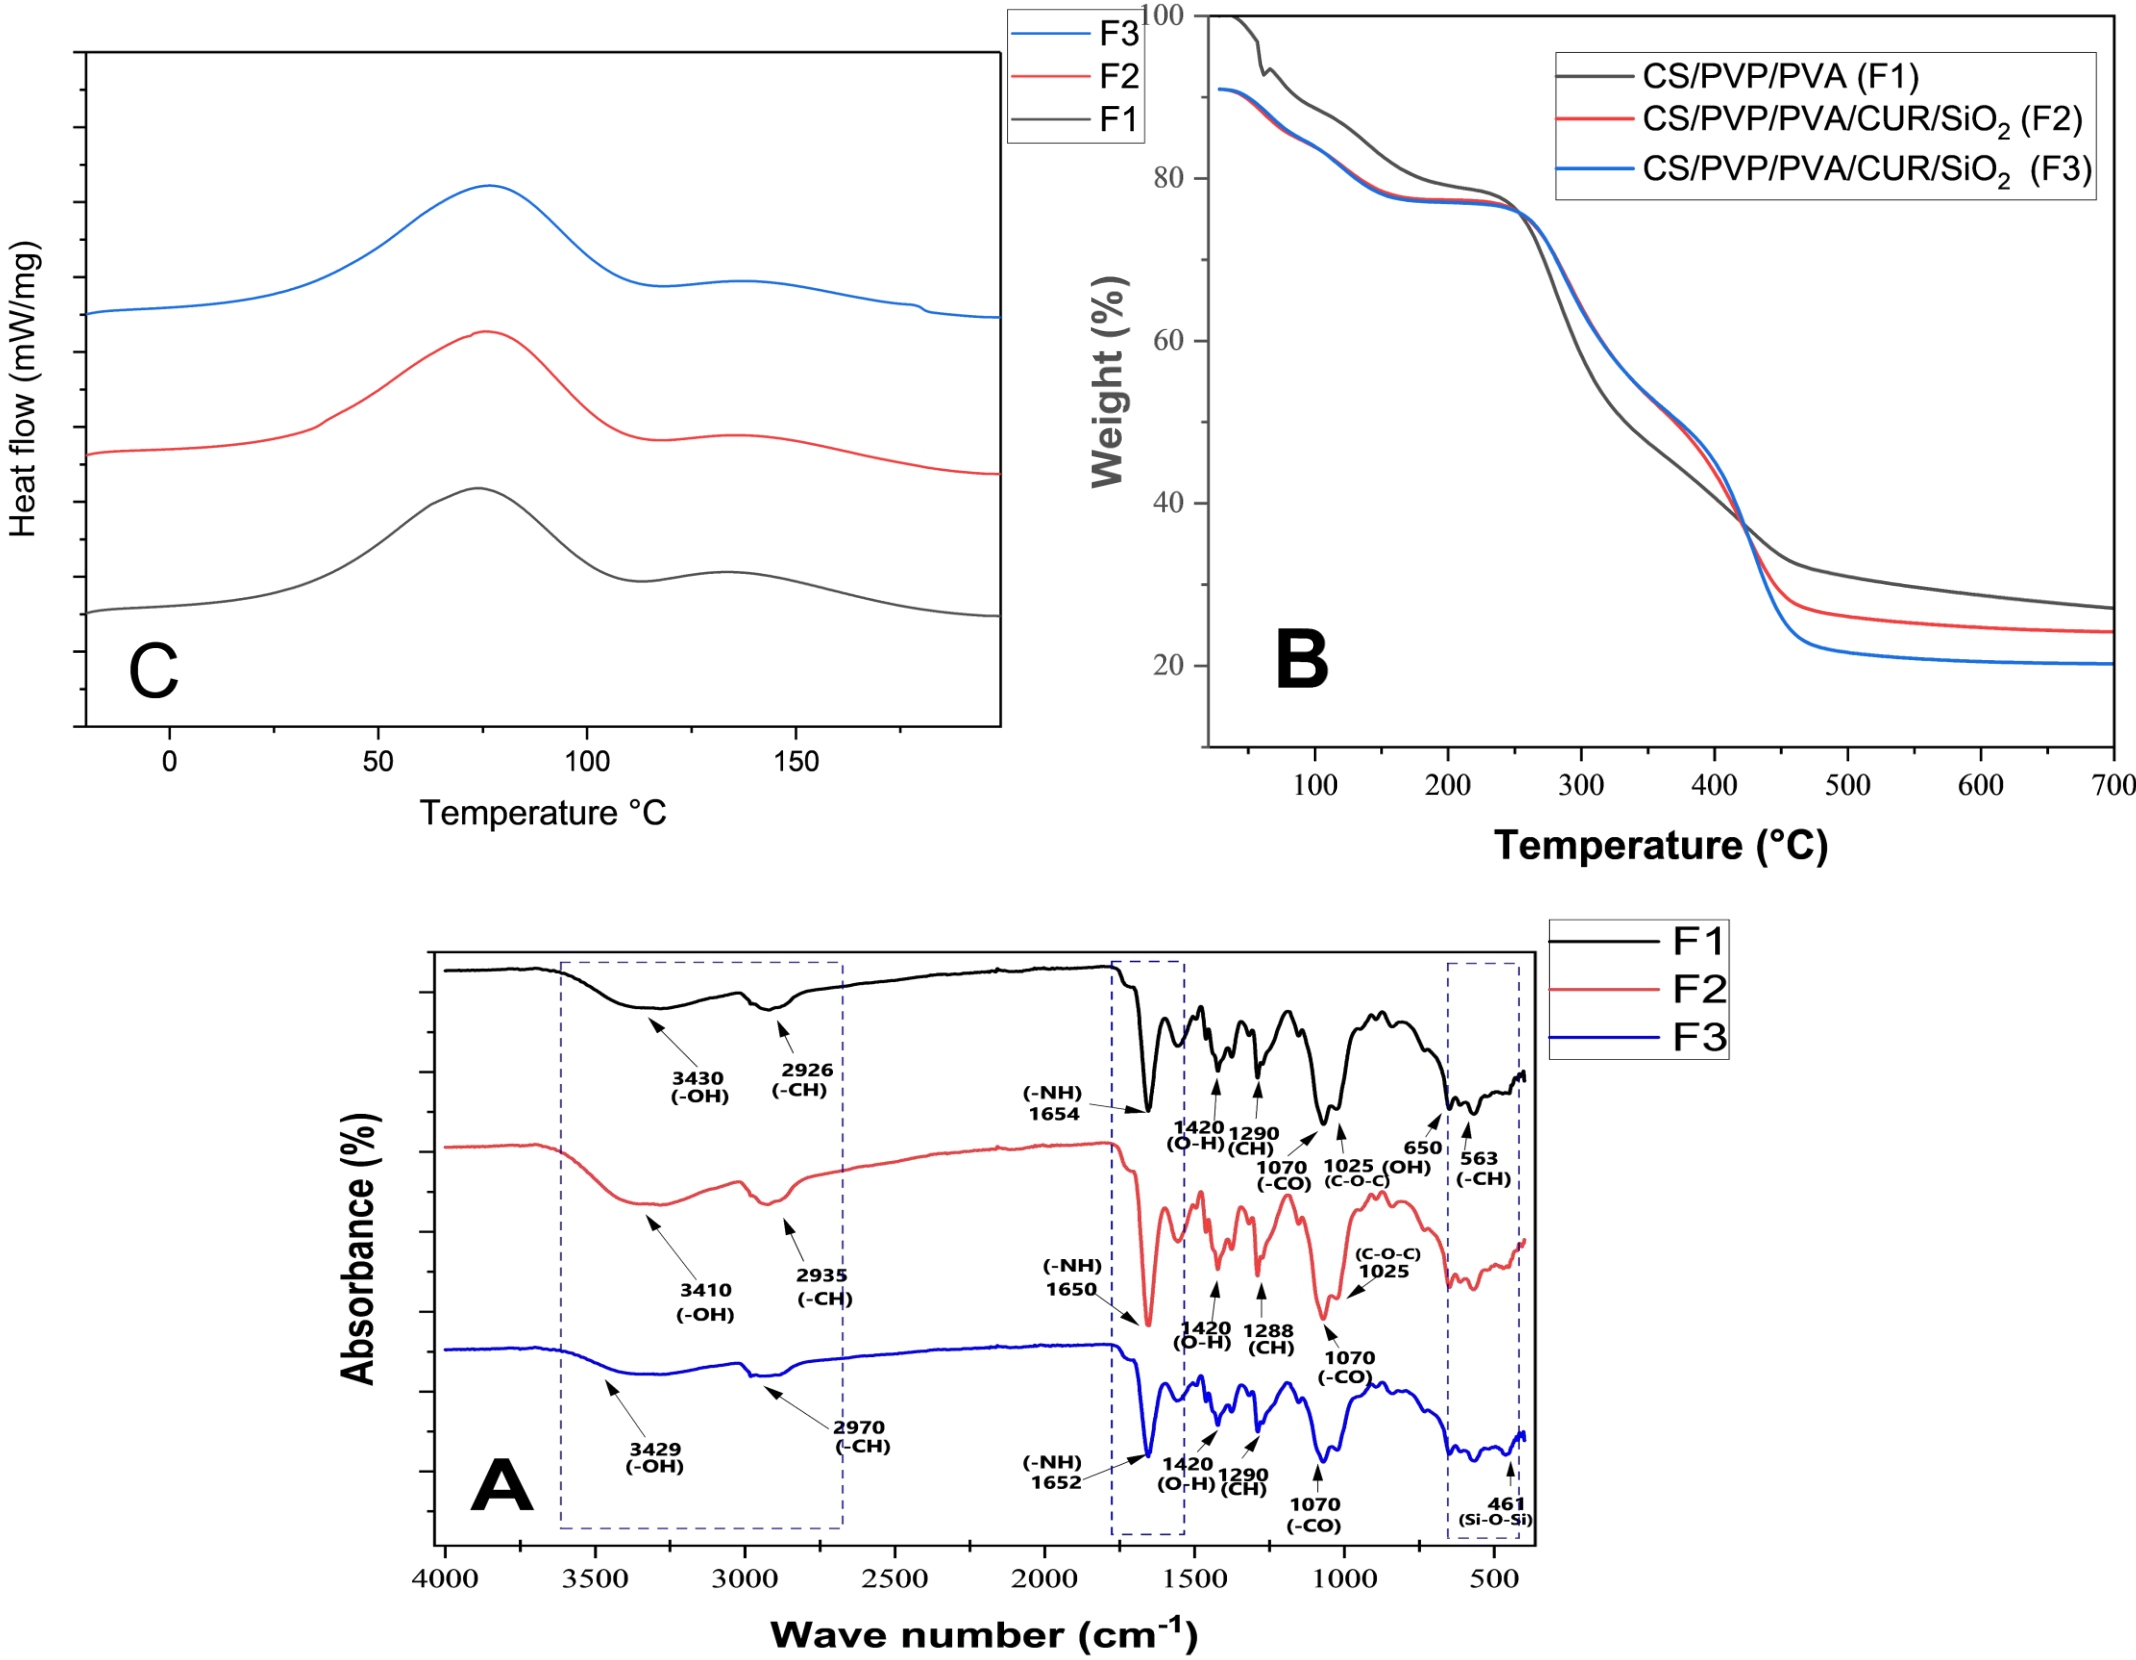 F3
F2
F1
Heat flow (mW/mg)
C
0
50
100
150
Temperature °C
100
80
60
40
20
Weight (%)
CS/PVP/PVA (F1)
CS/PVP/PVA/CUR/SiO₂ (F2)
CS/PVP/PVA/CUR/SiO₂ (F3)
B
100
200
300
400
500
600
700
Temperature (°C)
F1
F2
F3
Absorbance (%)
3430
(-OH)
2926
(-CH)
(-NH)
1654
1420
(O-H)
1290
(CH)
1070
(-CO)
1025
(C-O-C)
650
(OH)
563
(-CH)
3410
(-OH)
2935
(-CH)
(-NH)
1650
1420
(O-H)
1288
(CH)
1070
(-CO)
(C-O-C)
1025
3429
(-OH)
2970
(-CH)
(-NH)
1652
1420
(O-H)
1290
(CH)
1070
(-CO)
461
(Si-O-Si)
A
4000
3500
3000
2500
2000
1500
1000
500
Wave number (cm⁻¹)